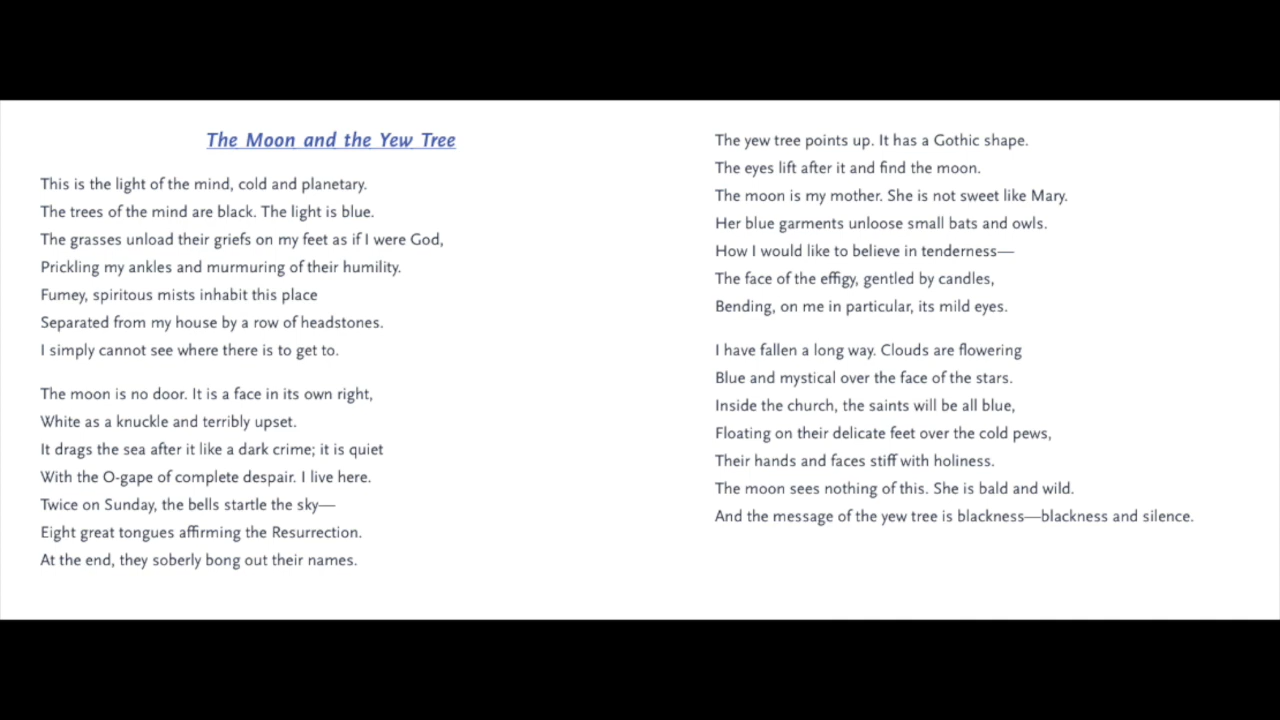 The Moon and the Yew Tree
This is the light of the mind, cold and planetary.
The trees of the mind are black. The light is blue.
The grasses unload their griefs on my feet as if I were God,
Prickling my ankles and murmuring of their humility.
Fumey, spiritous mists inhabit this place
Separated from my house by a row of headstones.
I simply cannot see where there is to get to.
The moon is no door. It is a face in its own right,
White as a knuckle and terribly upset.
It drags the sea after it like a dark crime; it is quiet
With the O-gape of complete despair. I live here.
Twice on Sunday, the bells startle the sky—
Eight great tongues affirming the Resurrection.
At the end, they soberly bong out their names.
The yew tree points up. It has a Gothic shape.
The eyes lift after it and find the moon.
The moon is my mother. She is not sweet like Mary.
Her blue garments unloose small bats and owls.
How I would like to believe in tenderness—
The face of the effigy, gentled by candles,
Bending, on me in particular, its mild eyes.
I have fallen a long way. Clouds are flowering
Blue and mystical over the face of the stars.
Inside the church, the saints will be all blue,
Floating on their delicate feet over the cold pews,
Their hands and faces stiff with holiness.
The moon sees nothing of this. She is bald and wild.
And the message of the yew tree is blackness—blackness and silence.